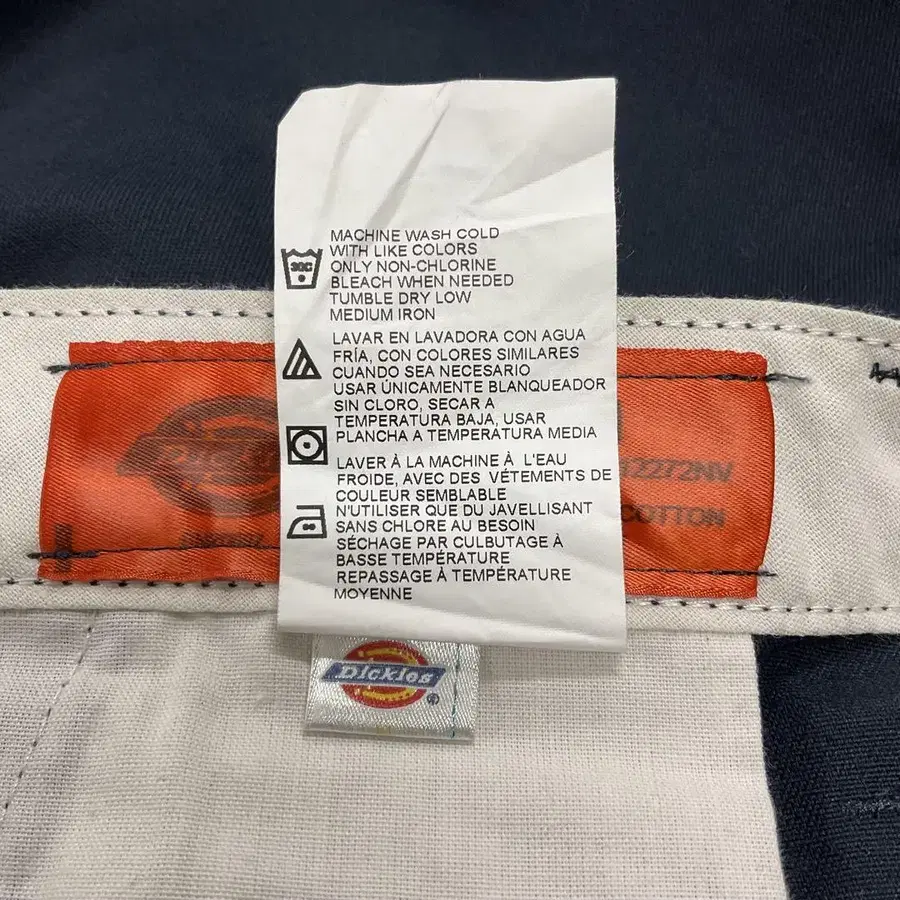 MACHINE WASH COLD
WITH LIKE COLORS
ONLY NON-CHLORINE
BLEACH WHEN NEEDED
TUMBLE DRY LOW
MEDIUM IRON
30C
LAVAR EN LAVADORA CON AGUA
FRÍA, CON COLORES SIMILARES
CUANDO SEA NECESARIO
USAR ÚNICAMENTE BLANQUEADOR
SIN CLORO, SECAR A
TEMPERATURA BAJA, USAR
PLANCHA A TEMPERATURA MEDIA
LAVER À LA MACHINE À L'EAU
FROIDE, AVEC DES VÉTEMENTS DE
COULEUR SEMBLABLE
N'UTILISER QUE DU JAVELLISANT
SANS CHLORE AU BESOIN
SÉCHAGE PAR CULBUTAGE À
BASSE TEMPÉRATURE
REPASSAGE À TEMPÉRATURE
MOYENNE
2272NV
COTTON
Dickies
®